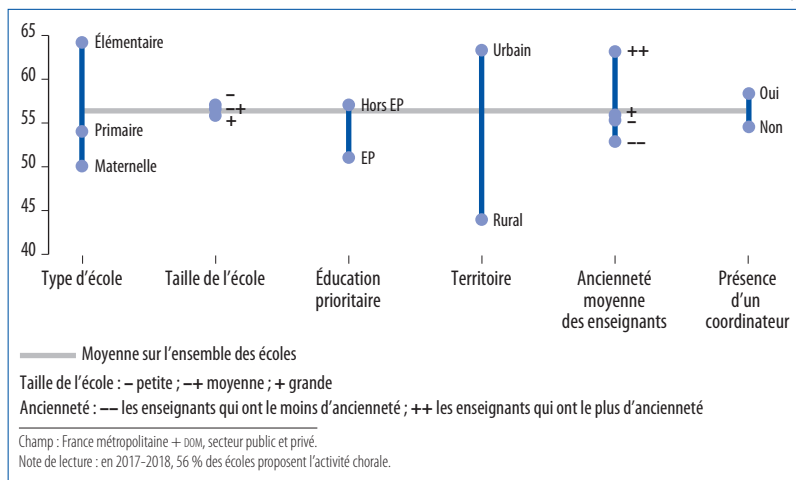 65
60
55
50
45
40
Élémentaire
Primaire
Maternelle
–
–+
+
Hors EP
EP
Urbain
Rural
++
+
–
––
Oui
Non
Type d'école
Taille de l'école
Éducation
prioritaire
Territoire
Ancienneté
moyenne
des enseignants
Présence
d'un
coordinateur
Moyenne sur l'ensemble des écoles
Taille de l'école : – petite ; –+ moyenne ; + grande
Ancienneté : –– les enseignants qui ont le moins d'ancienneté ; ++ les enseignants qui ont le plus d'ancienneté
Champ : France métropolitaine + DOM, secteur public et privé.
Note de lecture : en 2017-2018, 56 % des écoles proposent l'activité chorale.